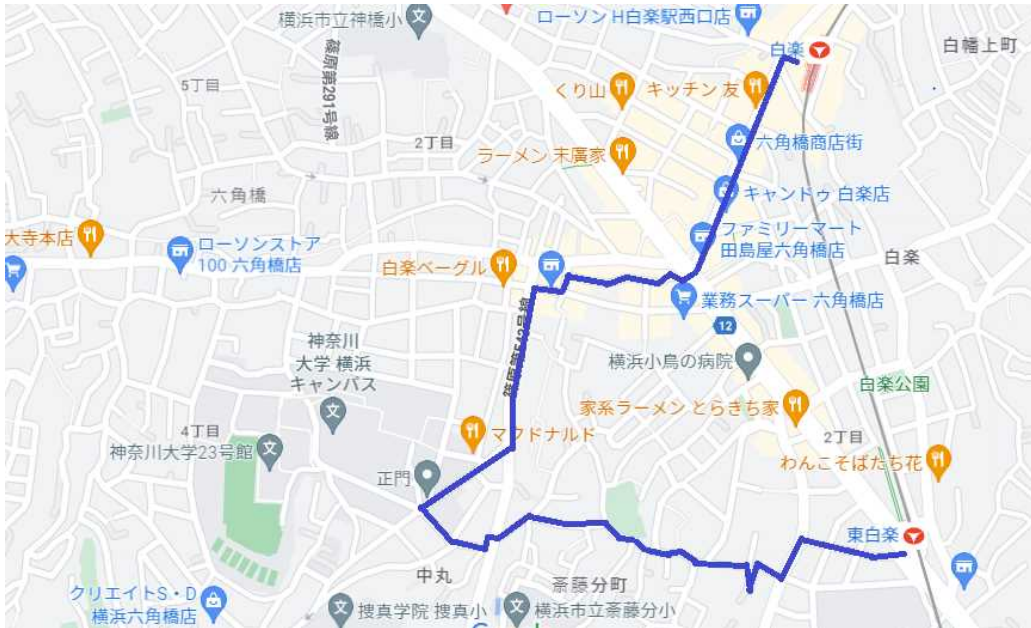 横浜市立神橋小
ローソン H白楽駅西口店
白楽
白幡上町
篠原第291号線
5丁目
くり山
キッチン 友
2丁目
六角橋商店街
ラーメン 末廣家
六角橋
キャンドゥ 白楽店
大寺本店
ローソンストア
100 六角橋店
白楽ベーグル
ファミリーマート
田島屋六角橋店
白楽
業務スーパー 六角橋店
12
神奈川
大学 横浜
キャンパス
横浜小鳥の病院
白楽公園
家系ラーメン とらきち家
マクドナルド
4丁目
神奈川大学23号館
2丁目
わんこそばたち花
正門
東白楽
中丸
斎藤分町
クリエイトS・D
横浜六角橋店
捜真学院 捜真小
横浜市立斎藤分小